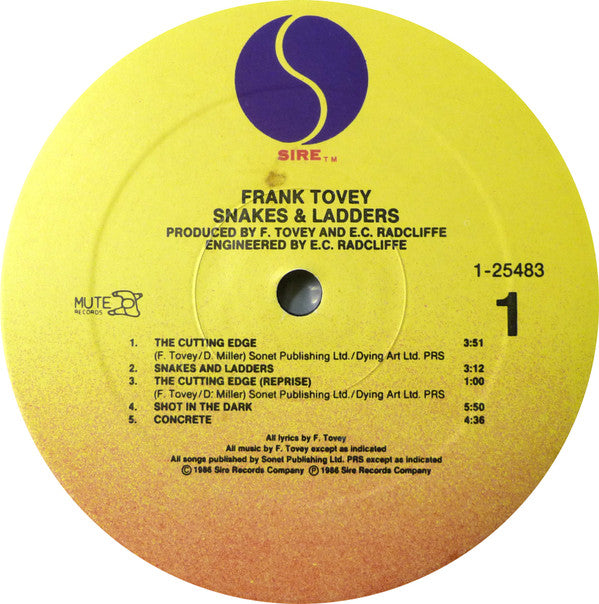 SIRE TM
FRANK TOVEY
SNAKES & LADDERS
PRODUCED BY F. TOVEY AND E.C. RADCLIFFE
ENGINEERED BY E.C. RADCLIFFE
1-25483
MUTE
RECORDS
1
1. THE CUTTING EDGE 3:51
(F. Tovey/D. Miller) Sonet Publishing Ltd./Dying Art Ltd. PRS
2. SNAKES AND LADDERS 3:12
3. THE CUTTING EDGE (REPRISE) 1:00
(F. Tovey/D. Miller) Sonet Publishing Ltd./Dying Art Ltd. PRS
4. SHOT IN THE DARK 5:50
5. CONCRETE 4:36
All lyrics by F. Tovey
All music by F. Tovey except as indicated
All songs published by Sonet Publishing Ltd. PRS except as indicated
© 1986 Sire Records Company ℗ 1986 Sire Records Company